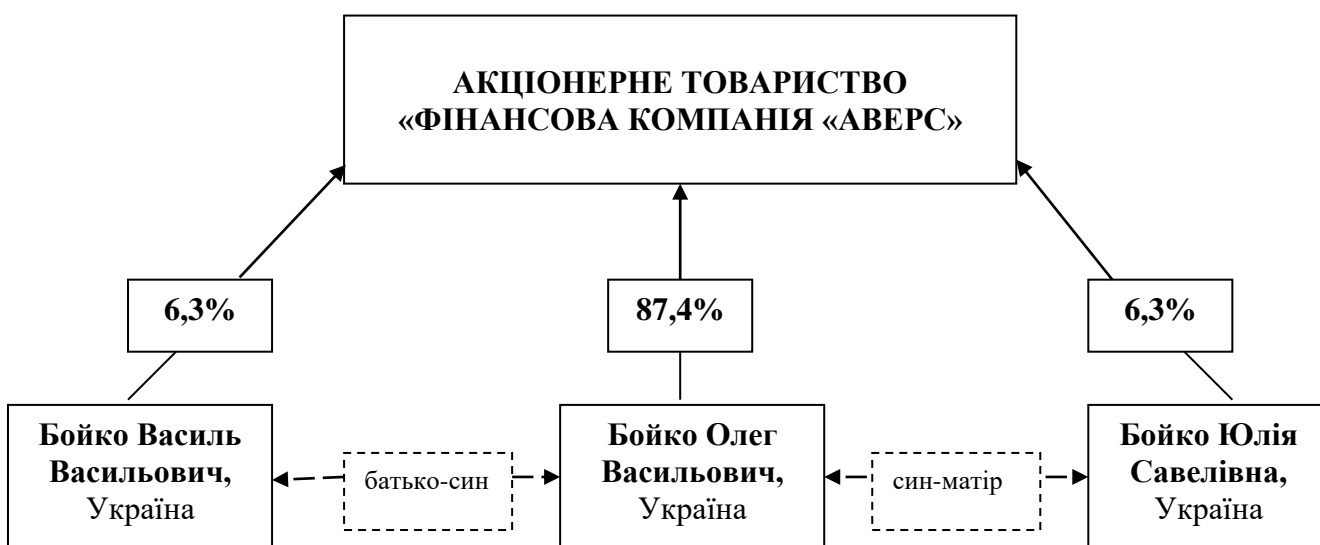 АКЦІОНЕРНЕ ТОВАРИСТВО
«ФІНАНСОВА КОМПАНІЯ «АВЕРС»
6,3%
87,4%
6,3%
Бойко Василь
Васильович,
Україна
батько-син
Бойко Олег
Васильович,
Україна
син-матір
Бойко Юлія
Савелівна,
Україна